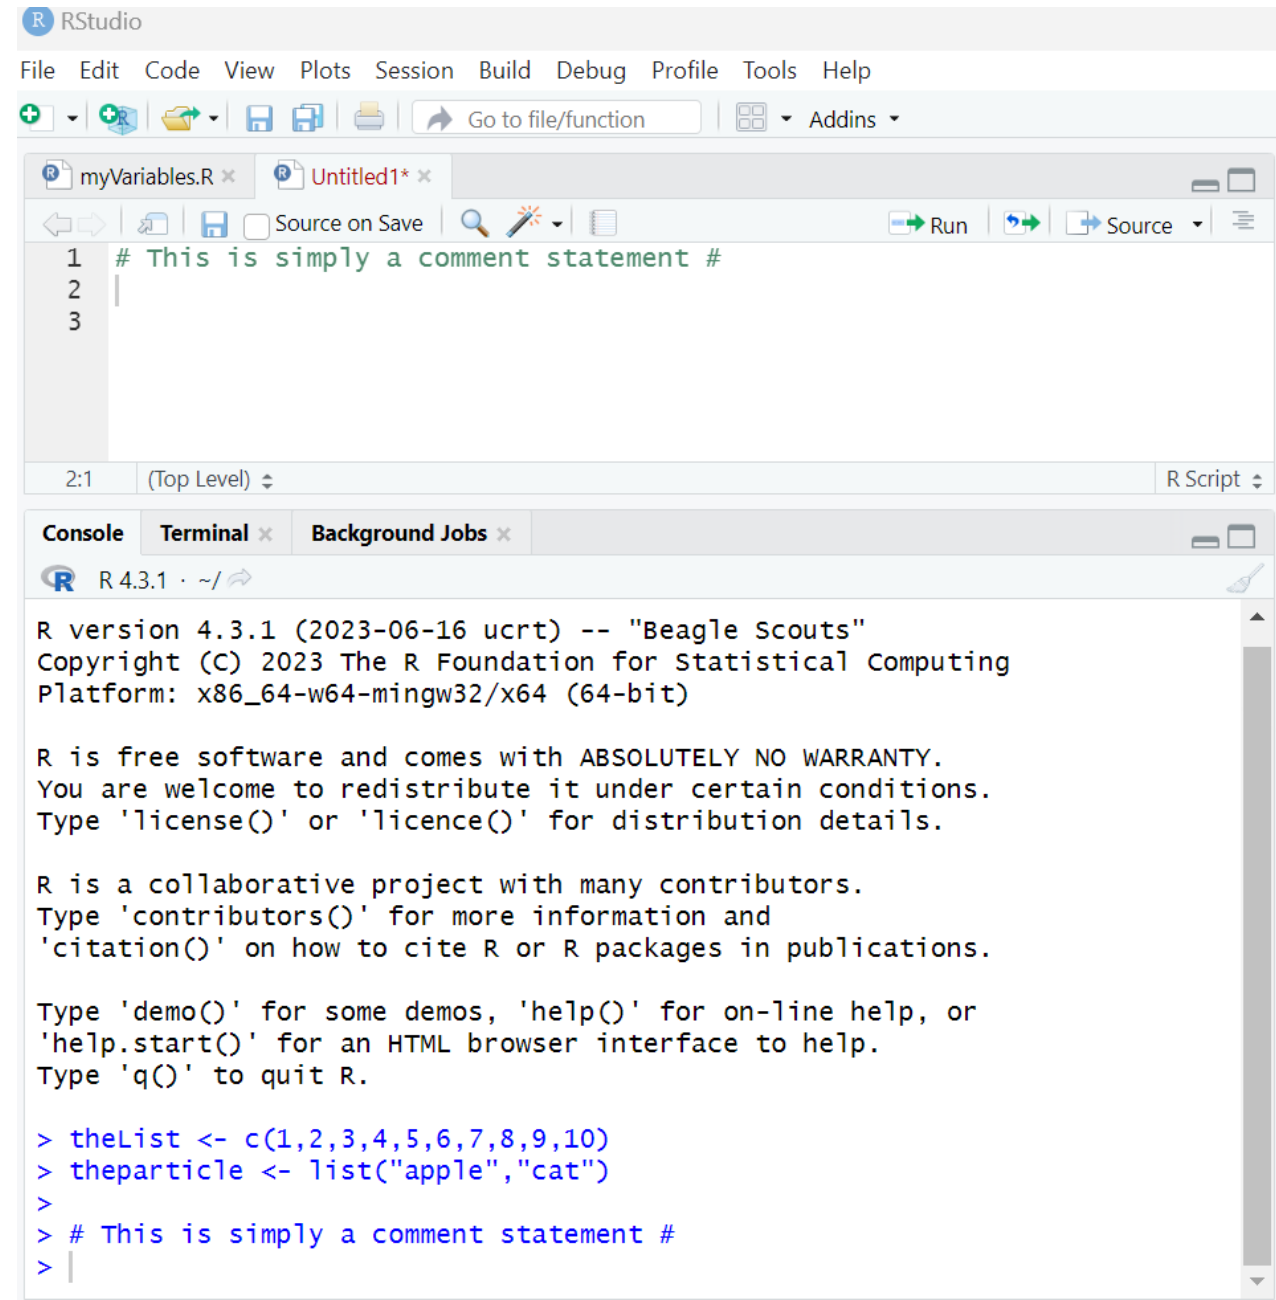 RStudio
File Edit Code View Plots Session Build Debug Profile Tools Help
Go to file/function Addins
myVariables.R Untitled1*
Source on Save Run Source
1 # This is simply a comment statement #
2
3
2:1 (Top Level) R Script
Console Terminal Background Jobs
R 4.3.1 · ~/
R version 4.3.1 (2023-06-16 ucrt) -- "Beagle Scouts"
Copyright (C) 2023 The R Foundation for Statistical Computing
Platform: x86_64-w64-mingw32/x64 (64-bit)
R is free software and comes with ABSOLUTELY NO WARRANTY.
You are welcome to redistribute it under certain conditions.
Type 'license()' or 'licence()' for distribution details.
R is a collaborative project with many contributors.
Type 'contributors()' for more information and
'citation()' on how to cite R or R packages in publications.
Type 'demo()' for some demos, 'help()' for on-line help, or
'help.start()' for an HTML browser interface to help.
Type 'q()' to quit R.
> theList <- c(1,2,3,4,5,6,7,8,9,10)
> theparticle <- list("apple","cat")
>
> # This is simply a comment statement #
>